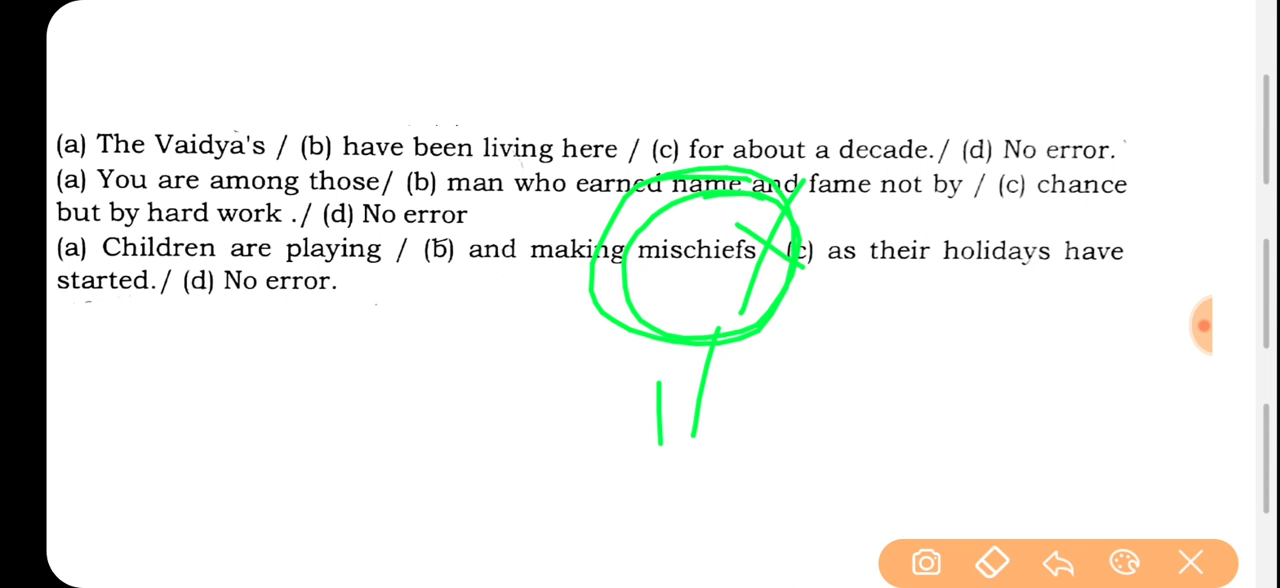 (a) The Vaidya's / (b) have been living here / (c) for about a decade./ (d) No error.
(a) You are among those/ (b) man who earned name and fame not by / (c) chance
but by hard work ./ (d) No error
(a) Children are playing / (b) and making mischiefs / (c) as their holidays have
started./ (d) No error.